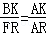 BK/FR = AK/AR